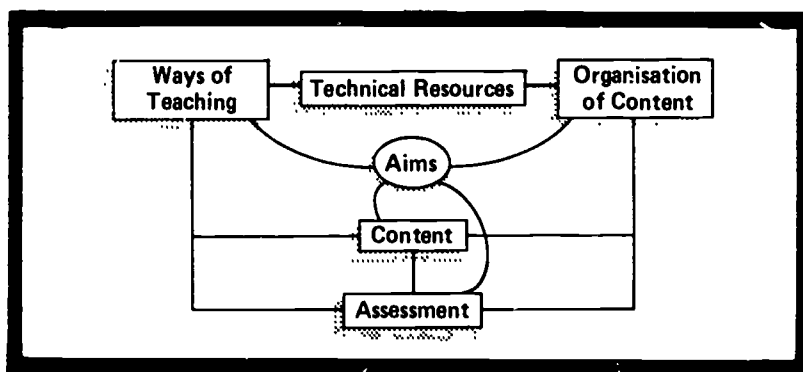 Ways of
Teaching
Technical Resources
Organisation
of Content
Aims
Content
Assessment